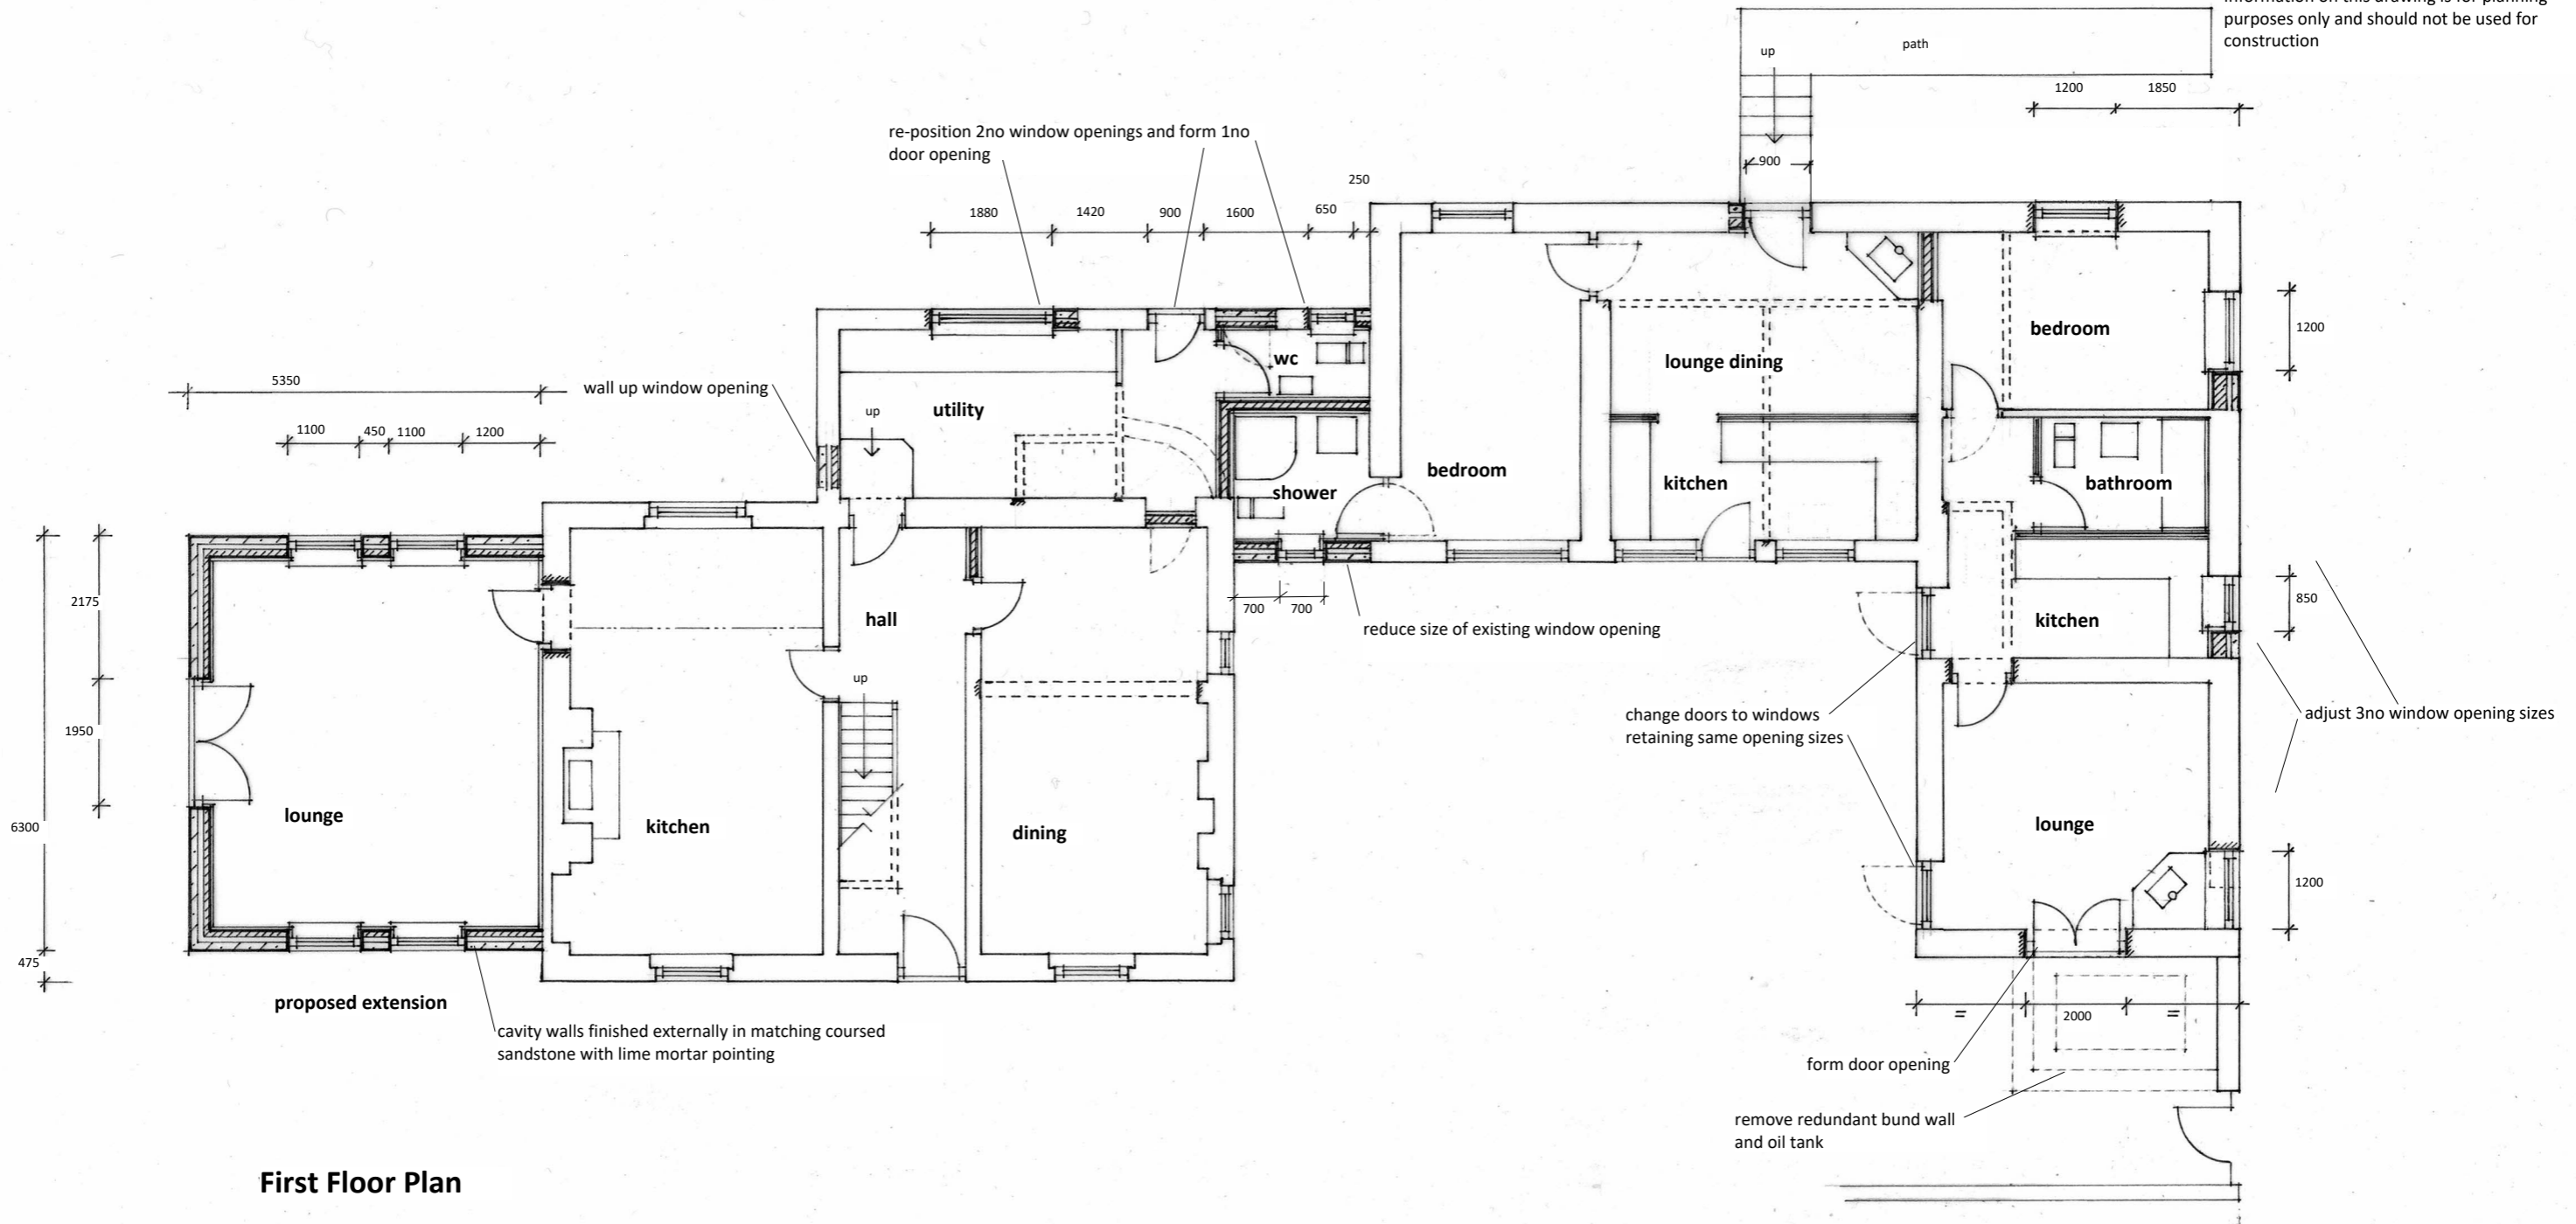 information on this drawing is for planning
purposes only and should not be used for
construction
up
path
1200
1850
re-position 2no window openings and form 1no
door opening
900
250
1880
1420
900
1600
650
wc
bedroom
lounge dining
1200
5350
wall up window opening
up
utility
1100
450
1100
1200
bedroom
kitchen
bathroom
shower
2175
hall
700
700
reduce size of existing window opening
kitchen
850
up
1950
change doors to windows
retaining same opening sizes
adjust 3no window opening sizes
6300
lounge
kitchen
dining
lounge
1200
475
proposed extension
cavity walls finished externally in matching coursed
sandstone with lime mortar pointing
=
2000
=
form door opening
remove redundant bund wall
and oil tank
First Floor Plan